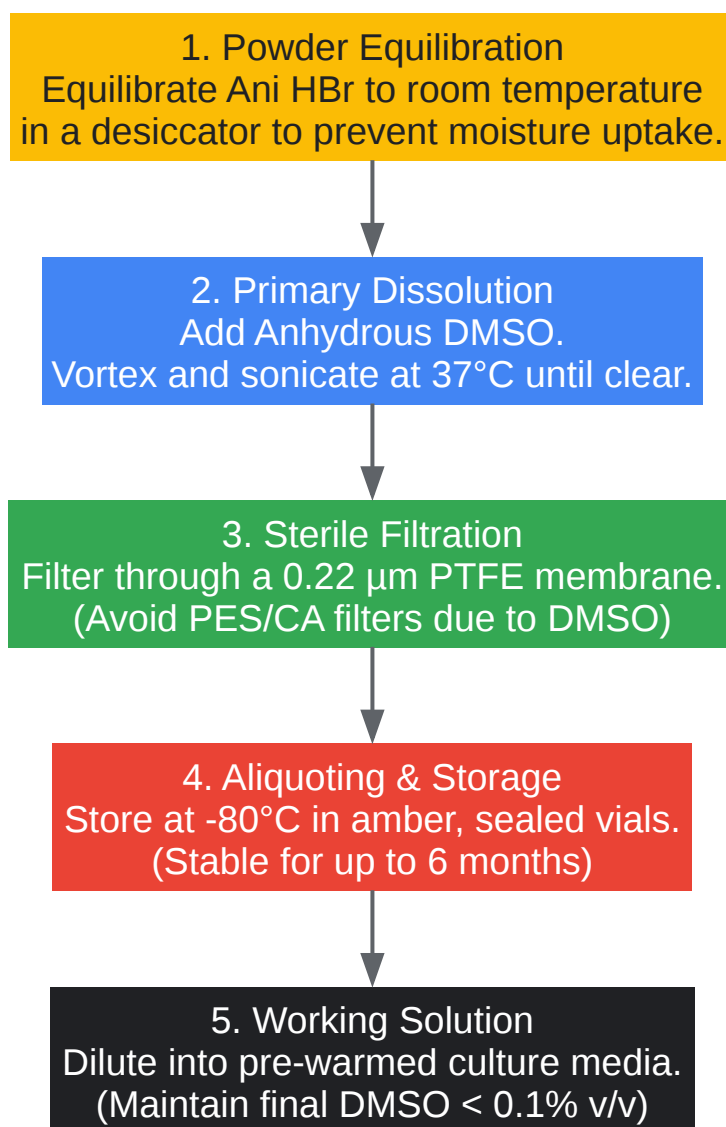 1. Powder Equilibration
Equilibrate Ani HBr to room temperature
in a desiccator to prevent moisture uptake.
2. Primary Dissolution
Add Anhydrous DMSO.
Vortex and sonicate at 37°C until clear.
3. Sterile Filtration
Filter through a 0.22 µm PTFE membrane.
(Avoid PES/CA filters due to DMSO)
4. Aliquoting & Storage
Store at -80°C in amber, sealed vials.
(Stable for up to 6 months)
5. Working Solution
Dilute into pre-warmed culture media.
(Maintain final DMSO < 0.1% v/v)